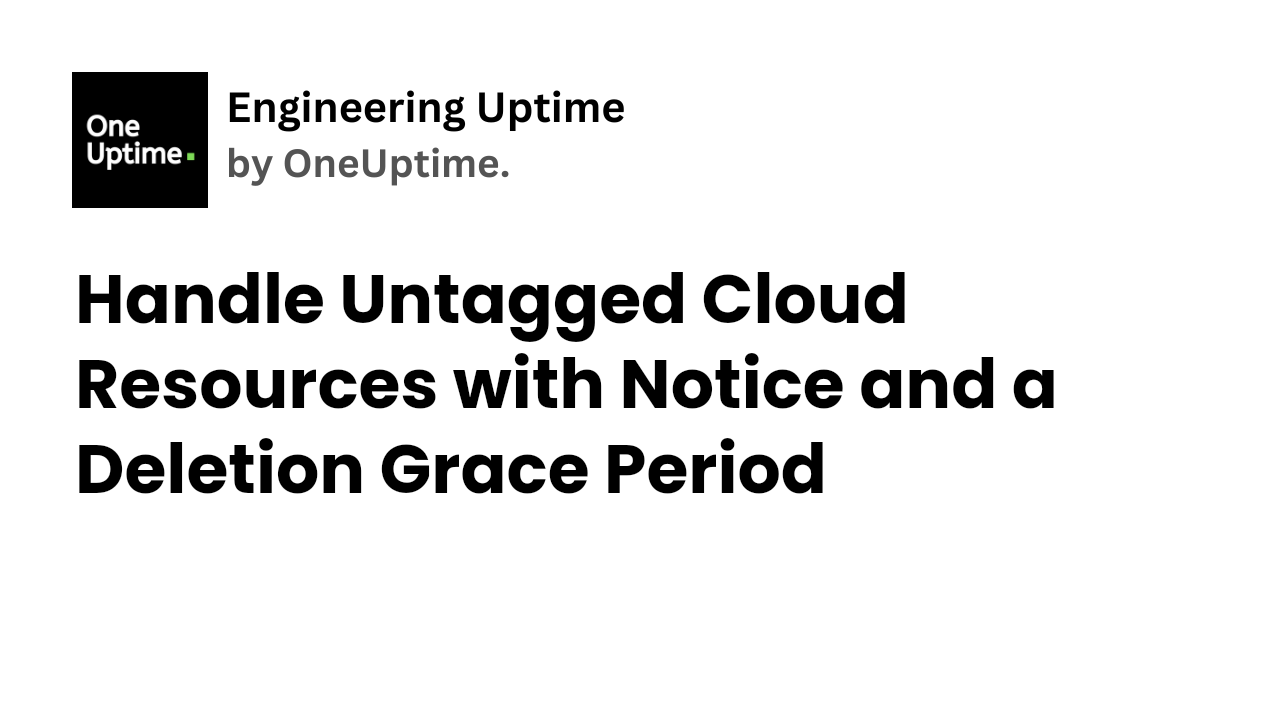 One
Uptime.
Engineering Uptime
by OneUptime.
Handle Untagged Cloud
Resources with Notice and a
Deletion Grace Period